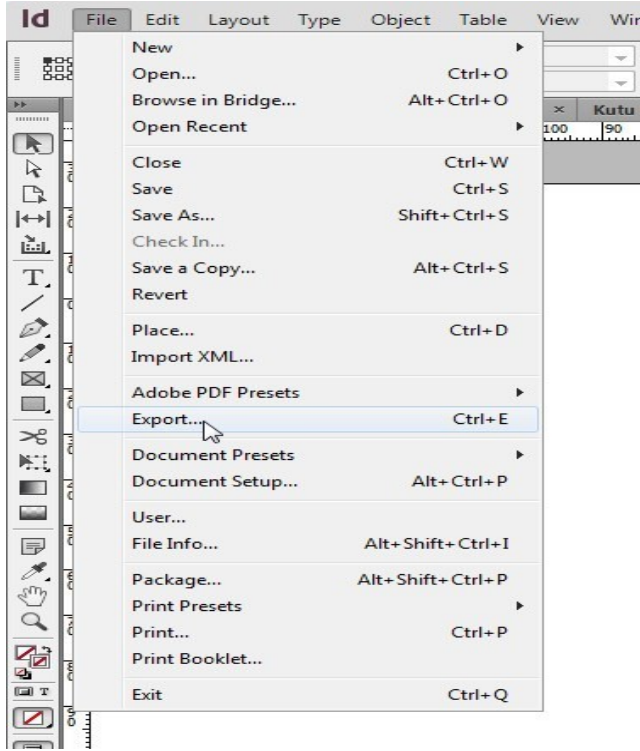 Id File Edit Layout Type Object Table View Wi
New
Open... Ctrl+O
Browse in Bridge... Alt+Ctrl+O
× Kutu
Open Recent
100 90
Close Ctrl+W
Save Ctrl+S
Save As... Shift+Ctrl+S
Check In...
Save a Copy... Alt+Ctrl+S
Revert
Place... Ctrl+D
Import XML...
Adobe PDF Presets
Export... Ctrl+E
Document Presets
Document Setup... Alt+Ctrl+P
User...
File Info... Alt+Shift+Ctrl+I
Package... Alt+Shift+Ctrl+P
Print Presets
Print... Ctrl+P
Print Booklet...
Exit Ctrl+Q